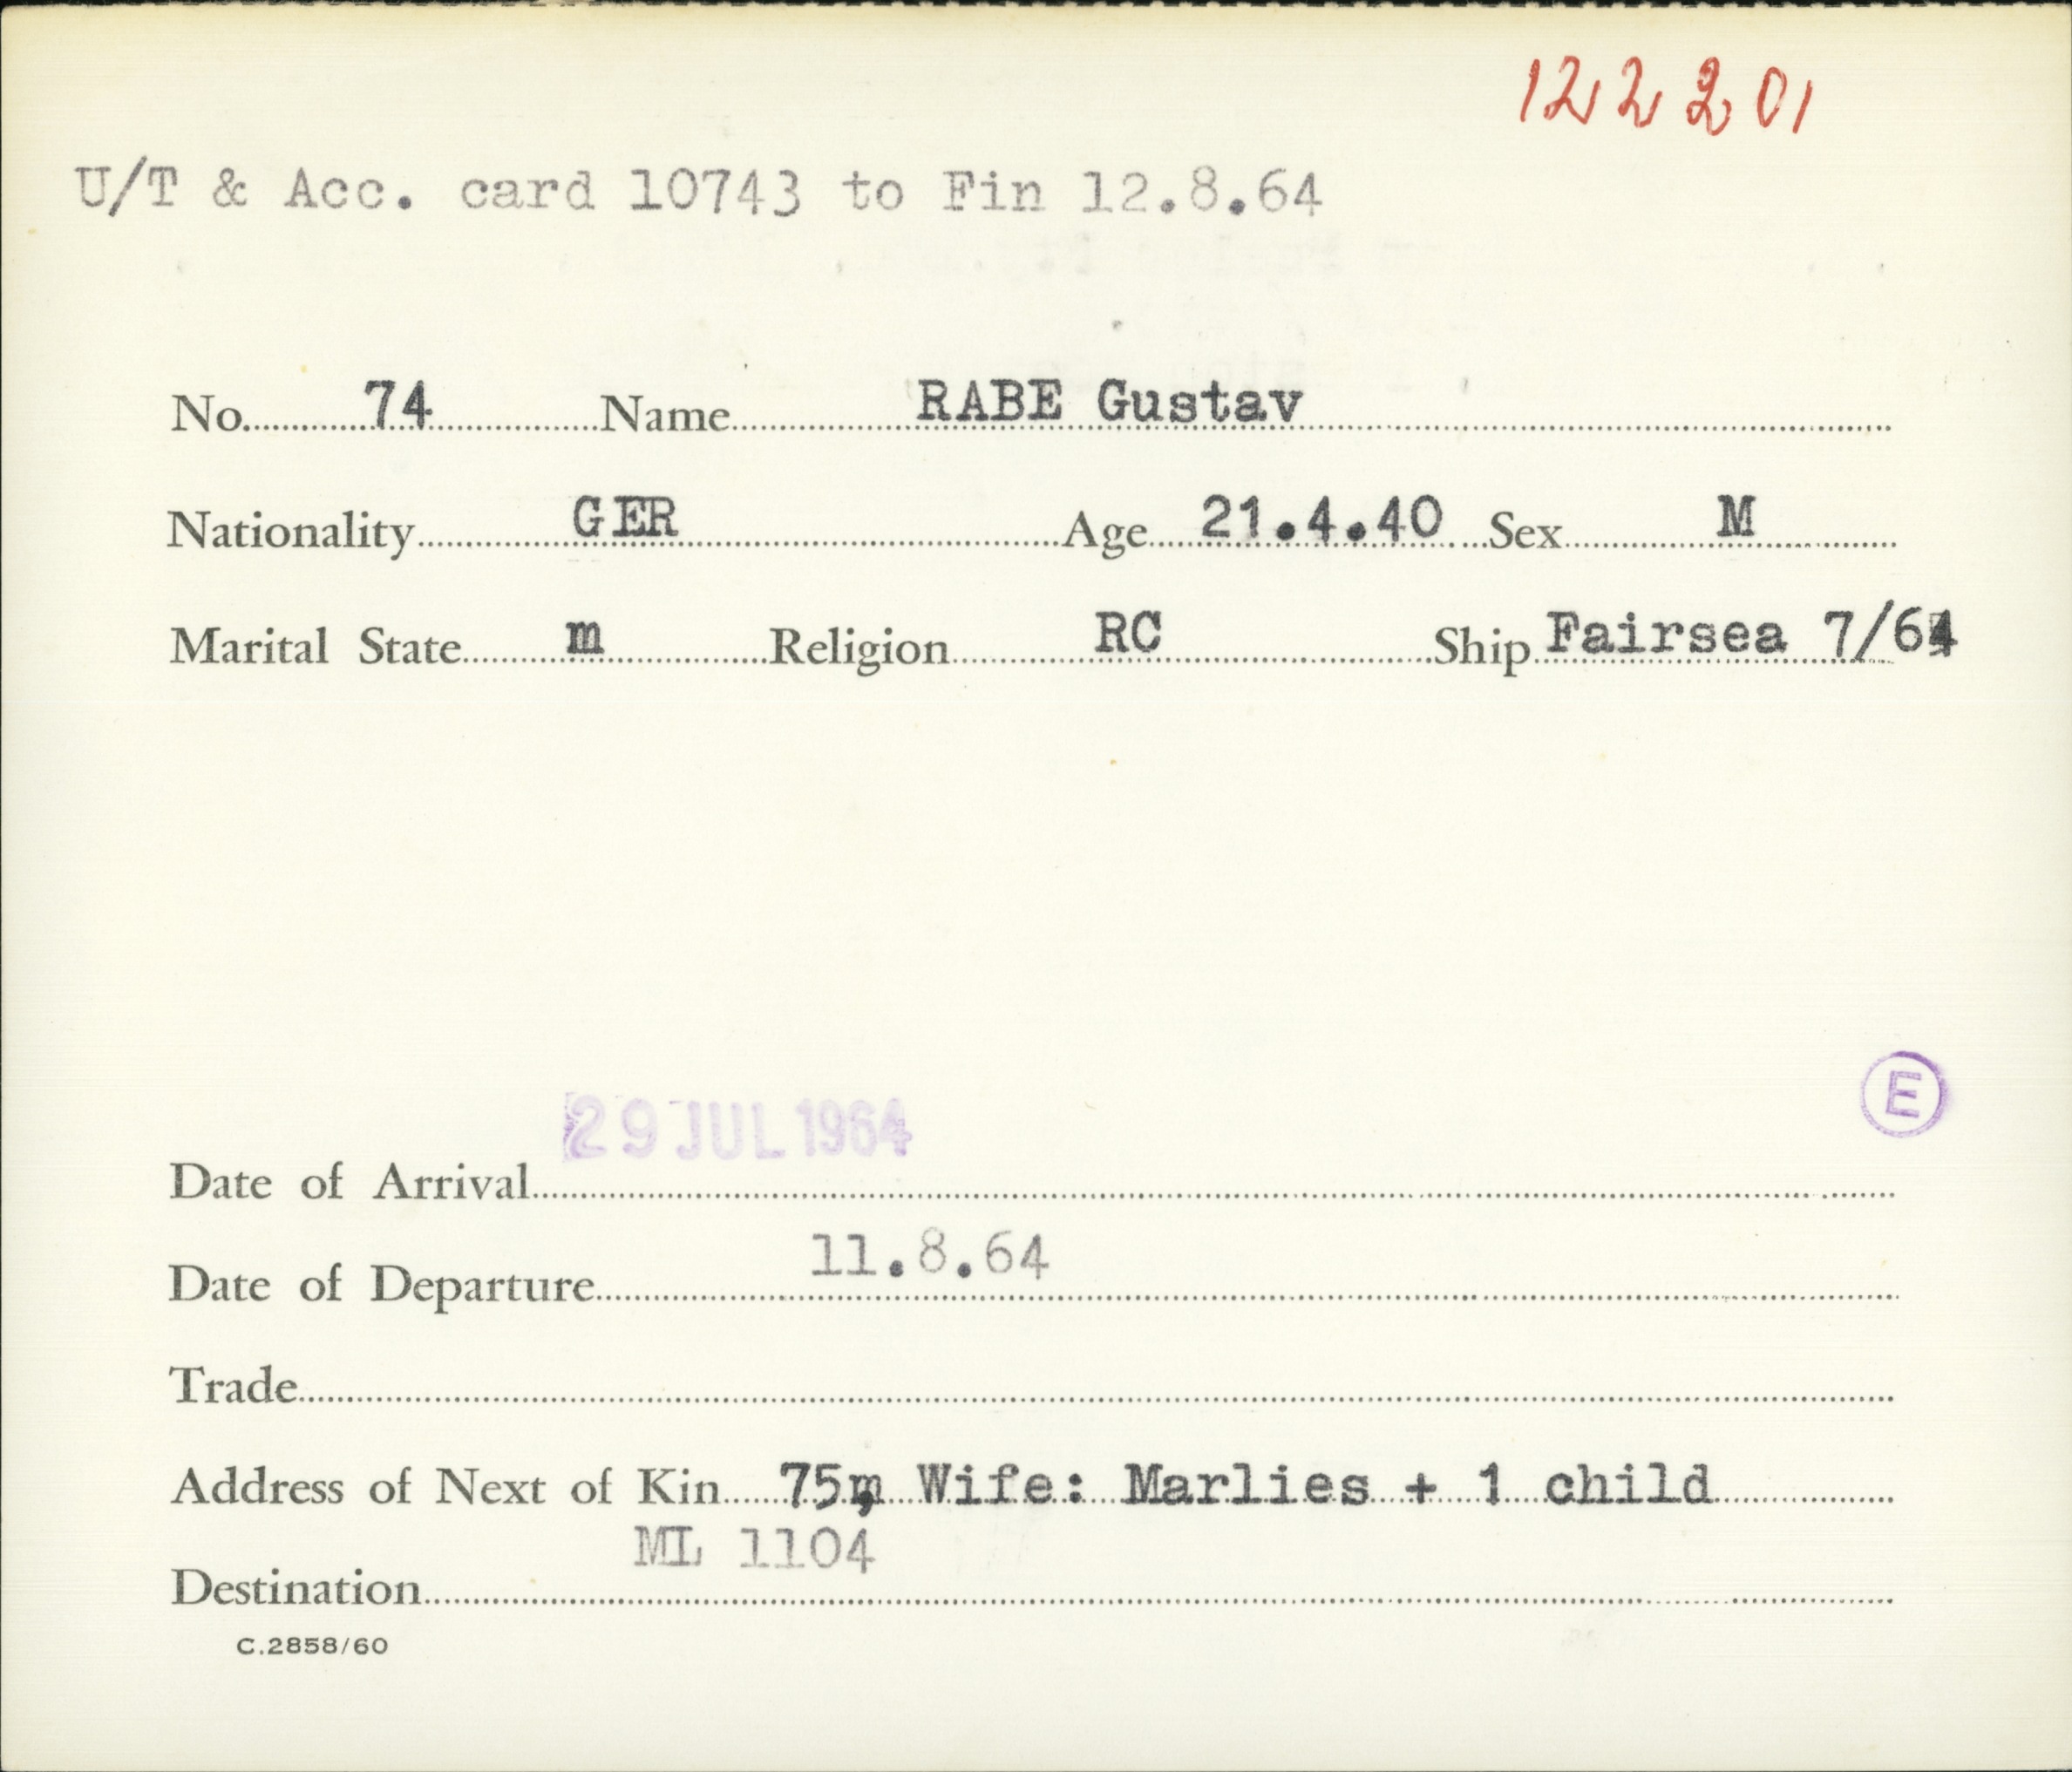 122201
U/T & Acc. card 10743 to Fin 12.8.64
No. 74 Name RABE Gustav
Nationality GER Age 21.4.40 Sex M
Marital State m Religion RC Ship Fairsea 7/64
E
29 JUL 1964
Date of Arrival
11.8.64
Date of Departure
Trade
Address of Next of Kin 75, Wife: Marlies + 1 child
ML 1104
Destination
C.2858/60